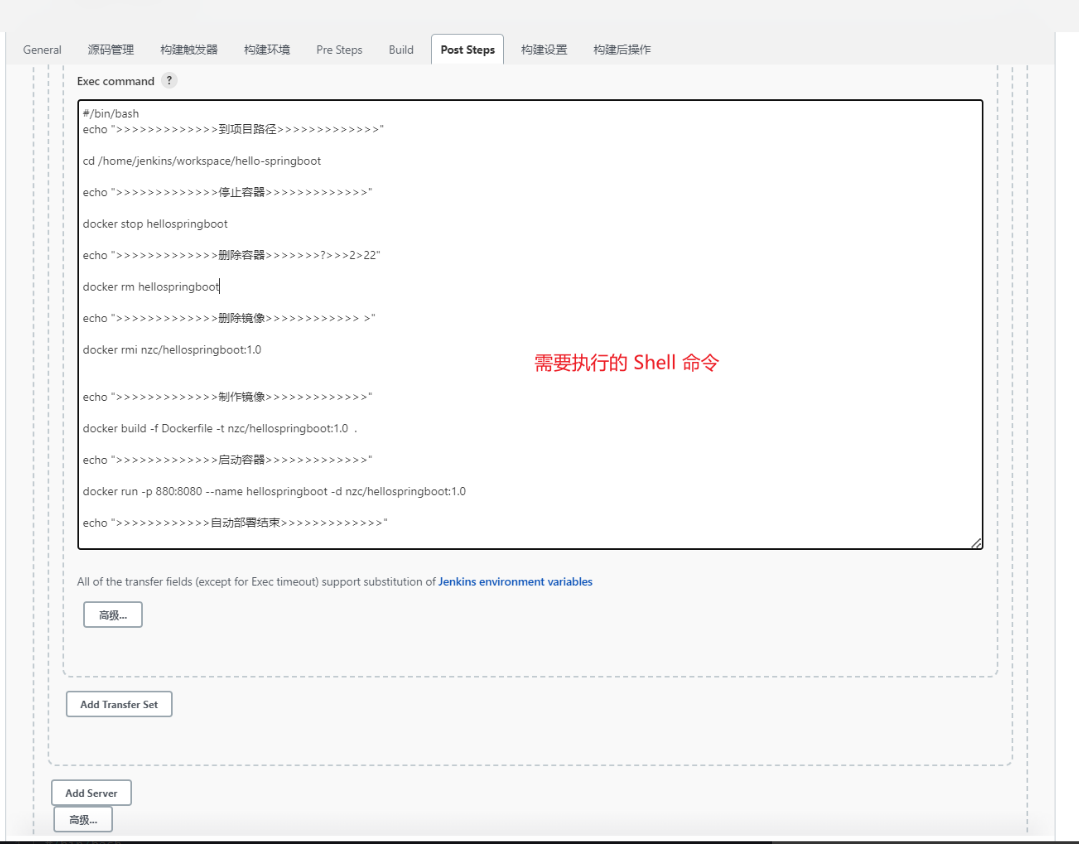 General 源码管理 构建触发器 构建环境 Pre Steps Build Post Steps 构建设置 构建后操作
Exec command ?
#/bin/bash
echo ">>>>>>>>>>>>>到项目路径>>>>>>>>>>>>>"
cd /home/jenkins/workspace/hello-springboot
echo ">>>>>>>>>>>>>停止容器>>>>>>>>>>>>>"
docker stop hellospringboot
echo ">>>>>>>>>>>>>删除容器>>>>>>>?>>>2>22"
docker rm hellospringboot
echo ">>>>>>>>>>>>>删除镜像>>>>>>>>>>>> >"
docker rmi nzc/hellospringboot:1.0
需要执行的 Shell 命令
echo ">>>>>>>>>>>>>制作镜像>>>>>>>>>>>>>"
docker build -f Dockerfile -t nzc/hellospringboot:1.0 .
echo ">>>>>>>>>>>>>启动容器>>>>>>>>>>>>>"
docker run -p 880:8080 --name hellospringboot -d nzc/hellospringboot:1.0
echo ">>>>>>>>>>>>自动部署结束>>>>>>>>>>>>>"
All of the transfer fields (except for Exec timeout) support substitution of Jenkins environment variables
高级...
Add Transfer Set
Add Server
高级...